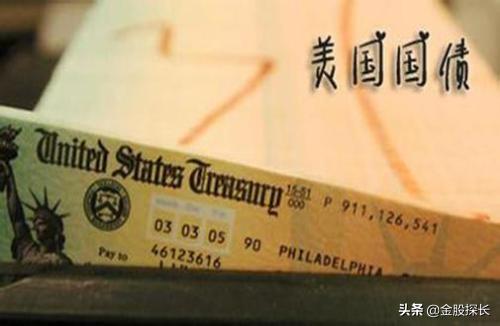 美国国债
United States Treasury 15-51
000 P 911,126,541
03 03 05 90 PHILADELPHIA,
Pay to 46123616
头条 @金股探长